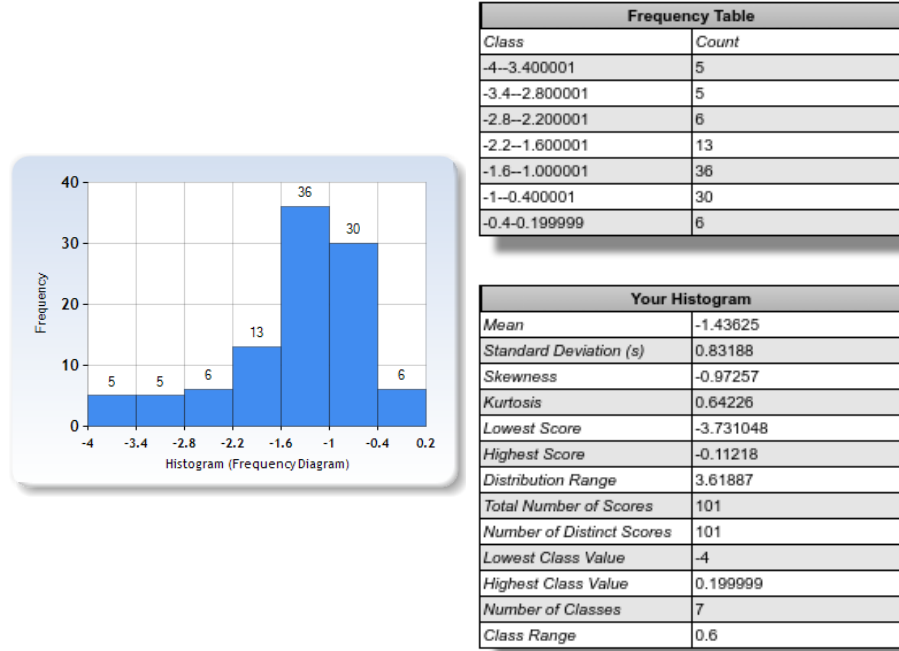 Frequency Table
Class Count
-4--3.400001 5
-3.4--2.800001 5
-2.8--2.200001 6
-2.2--1.600001 13
-1.6--1.000001 36
-1--0.400001 30
-0.4-0.199999 6
40
30
20
10
0
Frequency
5 5 6 13 36 30 6
-4 -3.4 -2.8 -2.2 -1.6 -1 -0.4 0.2
Histogram (Frequency Diagram)
Your Histogram
Mean -1.43625
Standard Deviation (s) 0.83188
Skewness -0.97257
Kurtosis 0.64226
Lowest Score -3.731048
Highest Score -0.11218
Distribution Range 3.61887
Total Number of Scores 101
Number of Distinct Scores 101
Lowest Class Value -4
Highest Class Value 0.199999
Number of Classes 7
Class Range 0.6